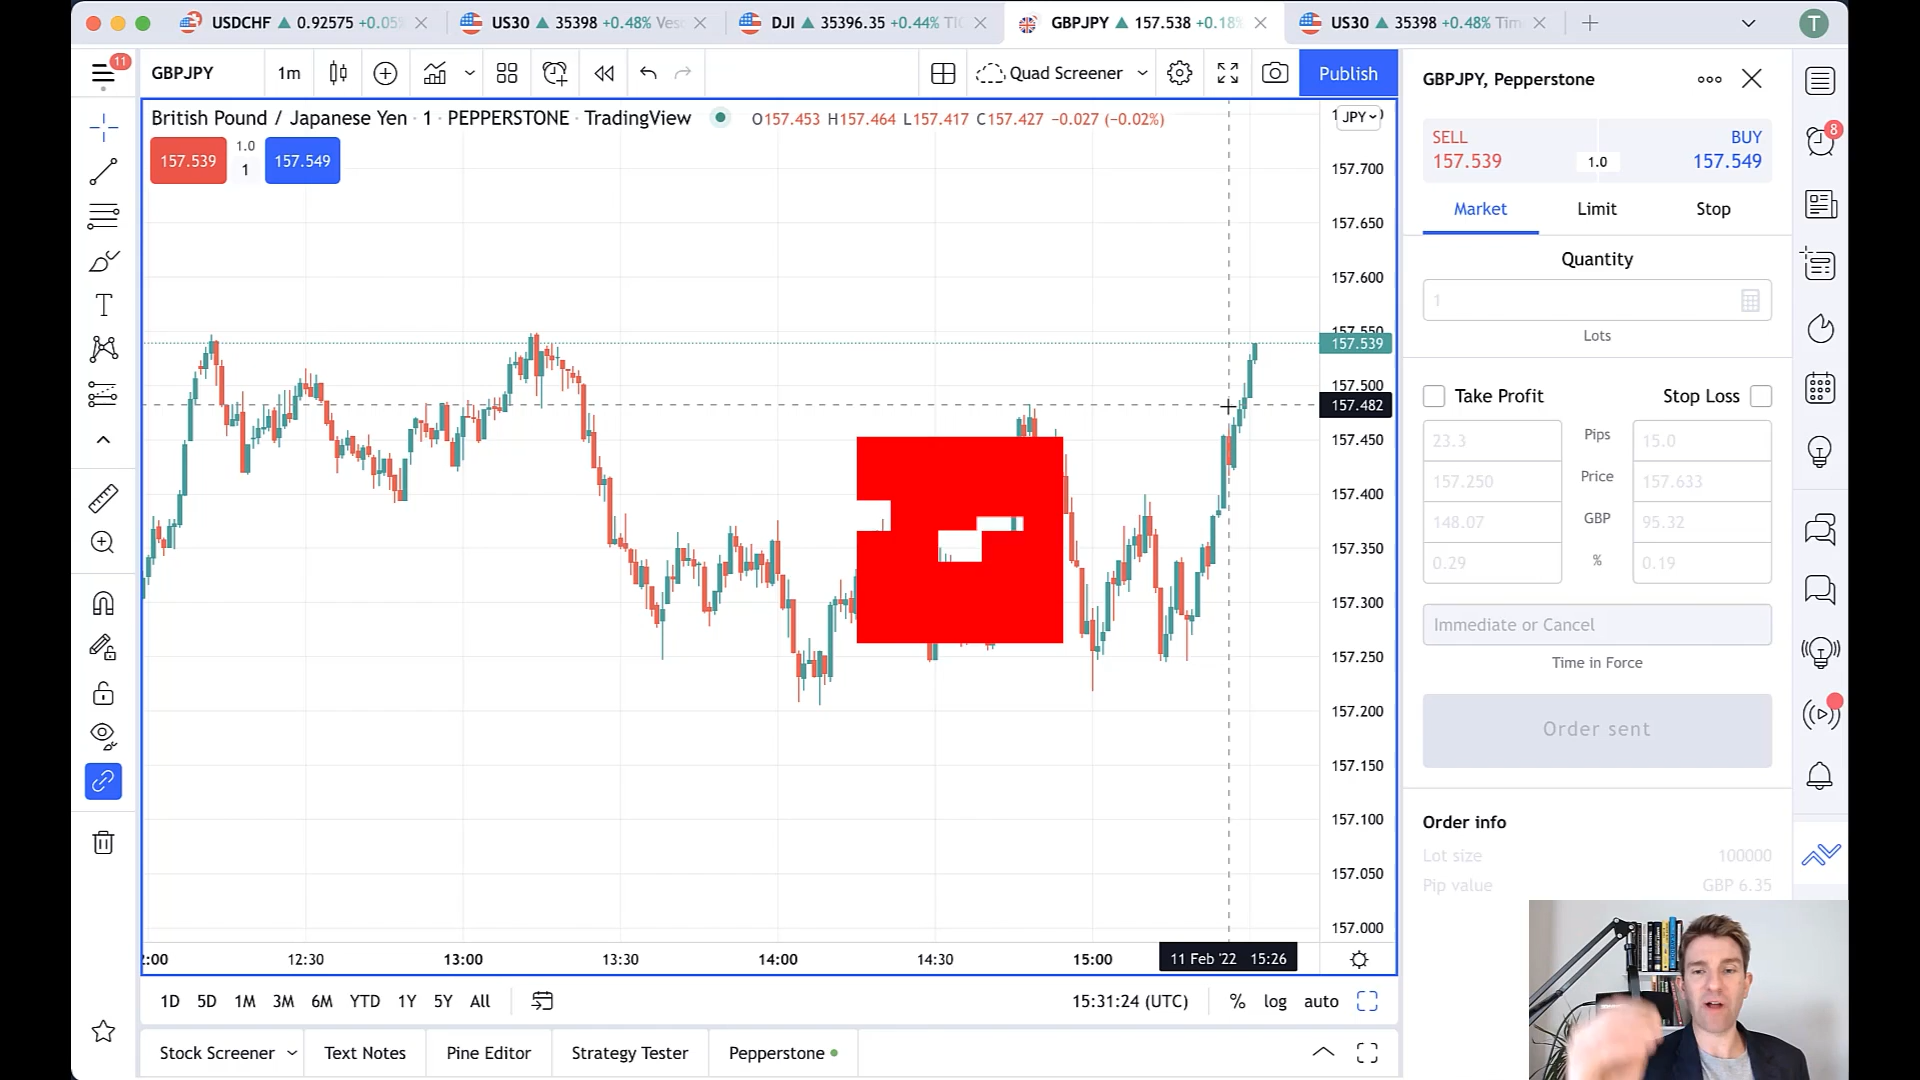 USDCHF 0.92575 +0.05
US30 35398 +0.48% Ves
DJI 35396.35 +0.44% TIC
GBPJPY 157.538 +0.18%
US30 35398 +0.48% Tim
T
11
GBPJPY
1m
Quad Screener
Publish
British Pound / Japanese Yen · 1 · PEPPERSTONE · TradingView
O157.453 H157.464 L157.417 C157.427 −0.027 (−0.02%)
157.539
1.0
1
157.549
JPY
157.700
157.650
157.600
157.550
157.539
157.500
157.482
157.450
157.400
157.350
157.300
157.250
157.200
157.150
157.100
157.050
157.000
2:00
12:30
13:00
13:30
14:00
14:30
15:00
11 Feb '22 15:26
1D 5D 1M 3M 6M YTD 1Y 5Y All
15:31:24 (UTC)
% log auto
Stock Screener
Text Notes
Pine Editor
Strategy Tester
Pepperstone
GBPJPY, Pepperstone
SELL
157.539
1.0
BUY
157.549
Market
Limit
Stop
Quantity
1
Lots
Take Profit
Stop Loss
23.3 Pips 15.0
157.250 Price 157.633
148.07 GBP 95.32
0.29 % 0.19
Immediate or Cancel
Time in Force
Order sent
Order info
Lot size 100000
Pip value GBP 6.35
8